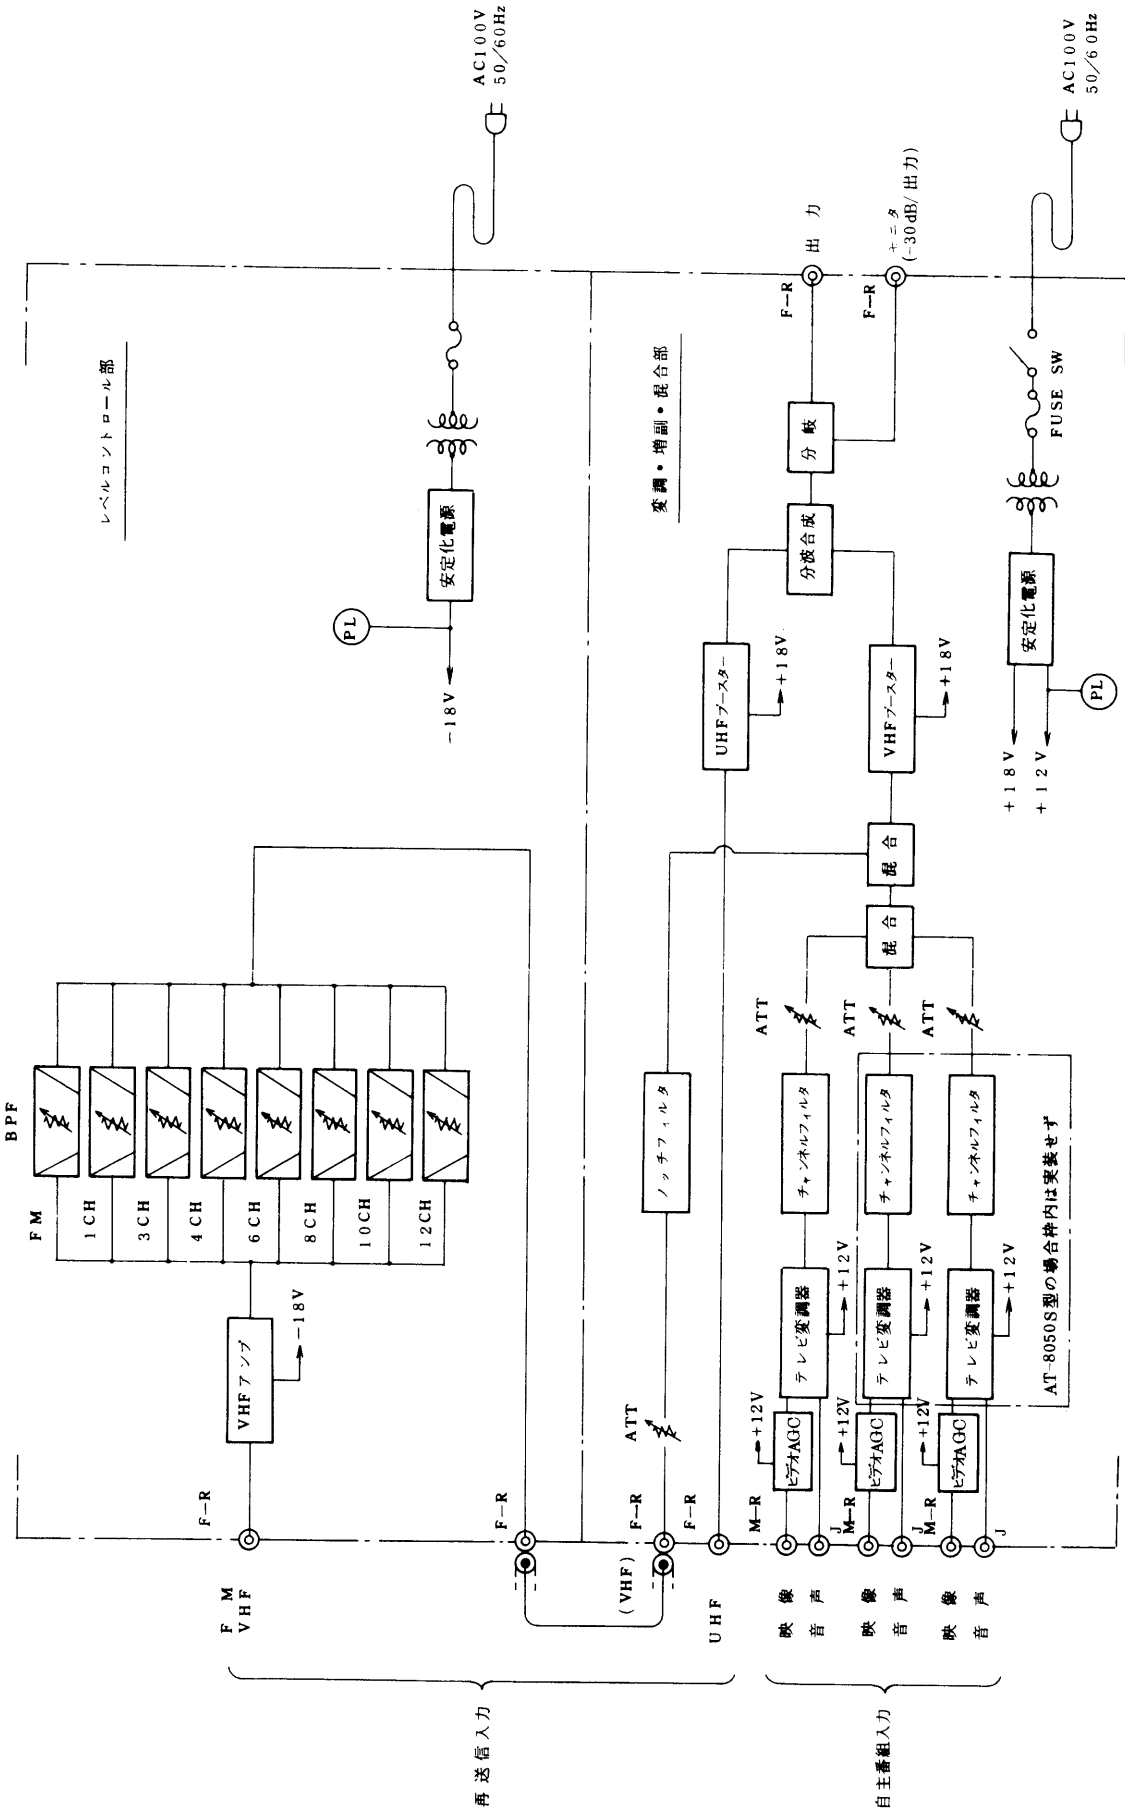 再送信入力
自主番組入力
F M
VHF
(VHF)
UHF
映像
音声
映像
音声
映像
音声
F-R
F-R
F-R
F-R
M-R
J
M-R
J
M-R
J
レベルコントロール部
VHFアンプ
-18V
BPF
FM
1CH
3CH
4CH
6CH
8CH
10CH
12CH
PL
-18V
安定化電源
AC100V
50/60Hz
変調・増副・混合部
ATT
ノッチフィルタ
ビデオAGC
+12V
テレビ変調器
+12V
チャンネルフィルタ
ATT
ビデオAGC
+12V
テレビ変調器
+12V
チャンネルフィルタ
ATT
ビデオAGC
+12V
テレビ変調器
+12V
チャンネルフィルタ
ATT
AT-8050S型の場合枠内は実装せず
混合
混合
UHFブースター
+18V
VHFブースター
+18V
分波合成
分岐
F-R
出力
F-R
モニタ
(-30dB/出力)
+18V
+12V
PL
安定化電源
FUSE SW
AC100V
50/60Hz